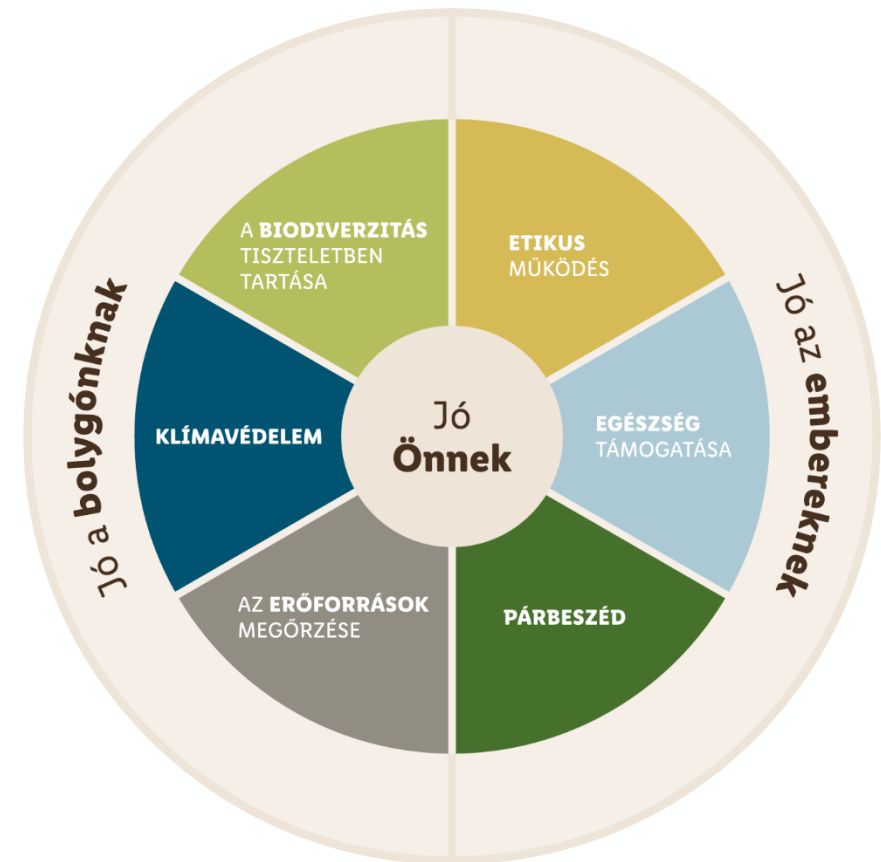 A BIODIVERZITÁS
TISZTELETBEN
TARTÁSA
ETIKUS
MŰKÖDÉS
Jó a bolygónknak
KLÍMAVÉDELEM
Jó
Önnek
EGÉSZSÉG
TÁMOGATÁSA
Jó az embereknek
AZ ERŐFORRÁSOK
MEGŐRZÉSE
PÁRBESZÉD